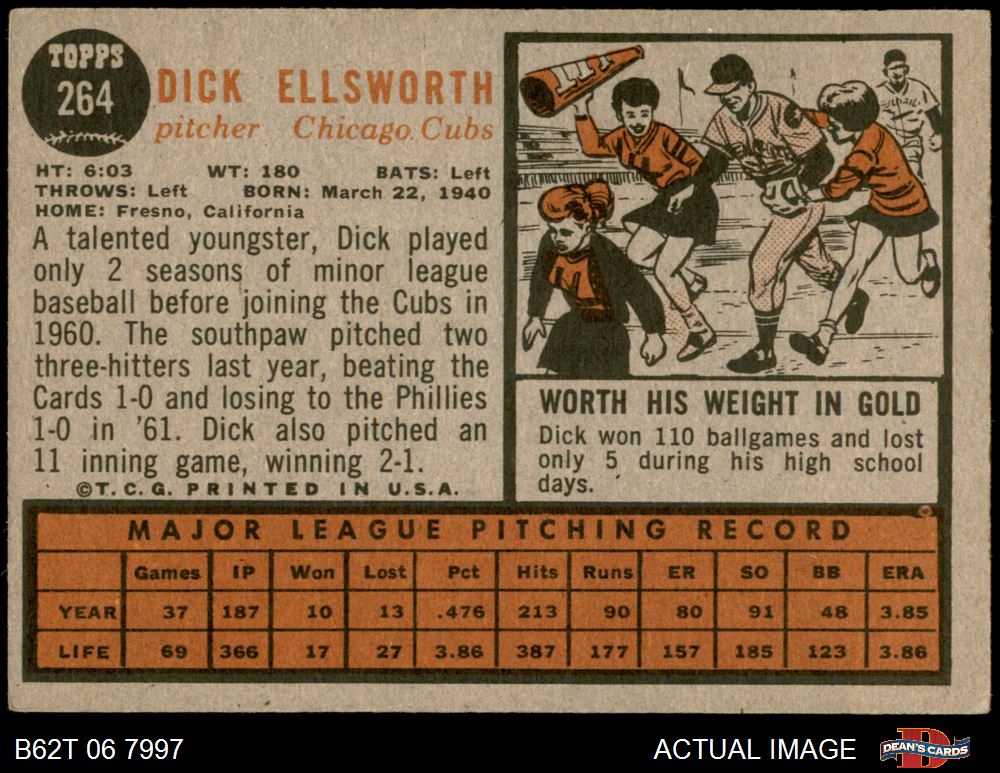 TOPPS
264
DICK ELLSWORTH
pitcher Chicago Cubs
HT: 6:03 WT: 180 BATS: Left
THROWS: Left BORN: March 22, 1940
HOME: Fresno, California
A talented youngster, Dick played
only 2 seasons of minor league
baseball before joining the Cubs in
1960. The southpaw pitched two
three-hitters last year, beating the
Cards 1-0 and losing to the Phillies
1-0 in '61. Dick also pitched an
11 inning game, winning 2-1.
©T.C.G. PRINTED IN U.S.A.
M
WORTH HIS WEIGHT IN GOLD
Dick won 110 ballgames and lost
only 5 during his high school
days.
MAJOR LEAGUE PITCHING RECORD
Games IP Won Lost Pct Hits Runs ER SO BB ERA
YEAR 37 187 10 13 .476 213 90 80 91 48 3.85
LIFE 69 366 17 27 3.86 387 177 157 185 123 3.86
B62T 06 7997
ACTUAL IMAGE
DEAN'S CARDS